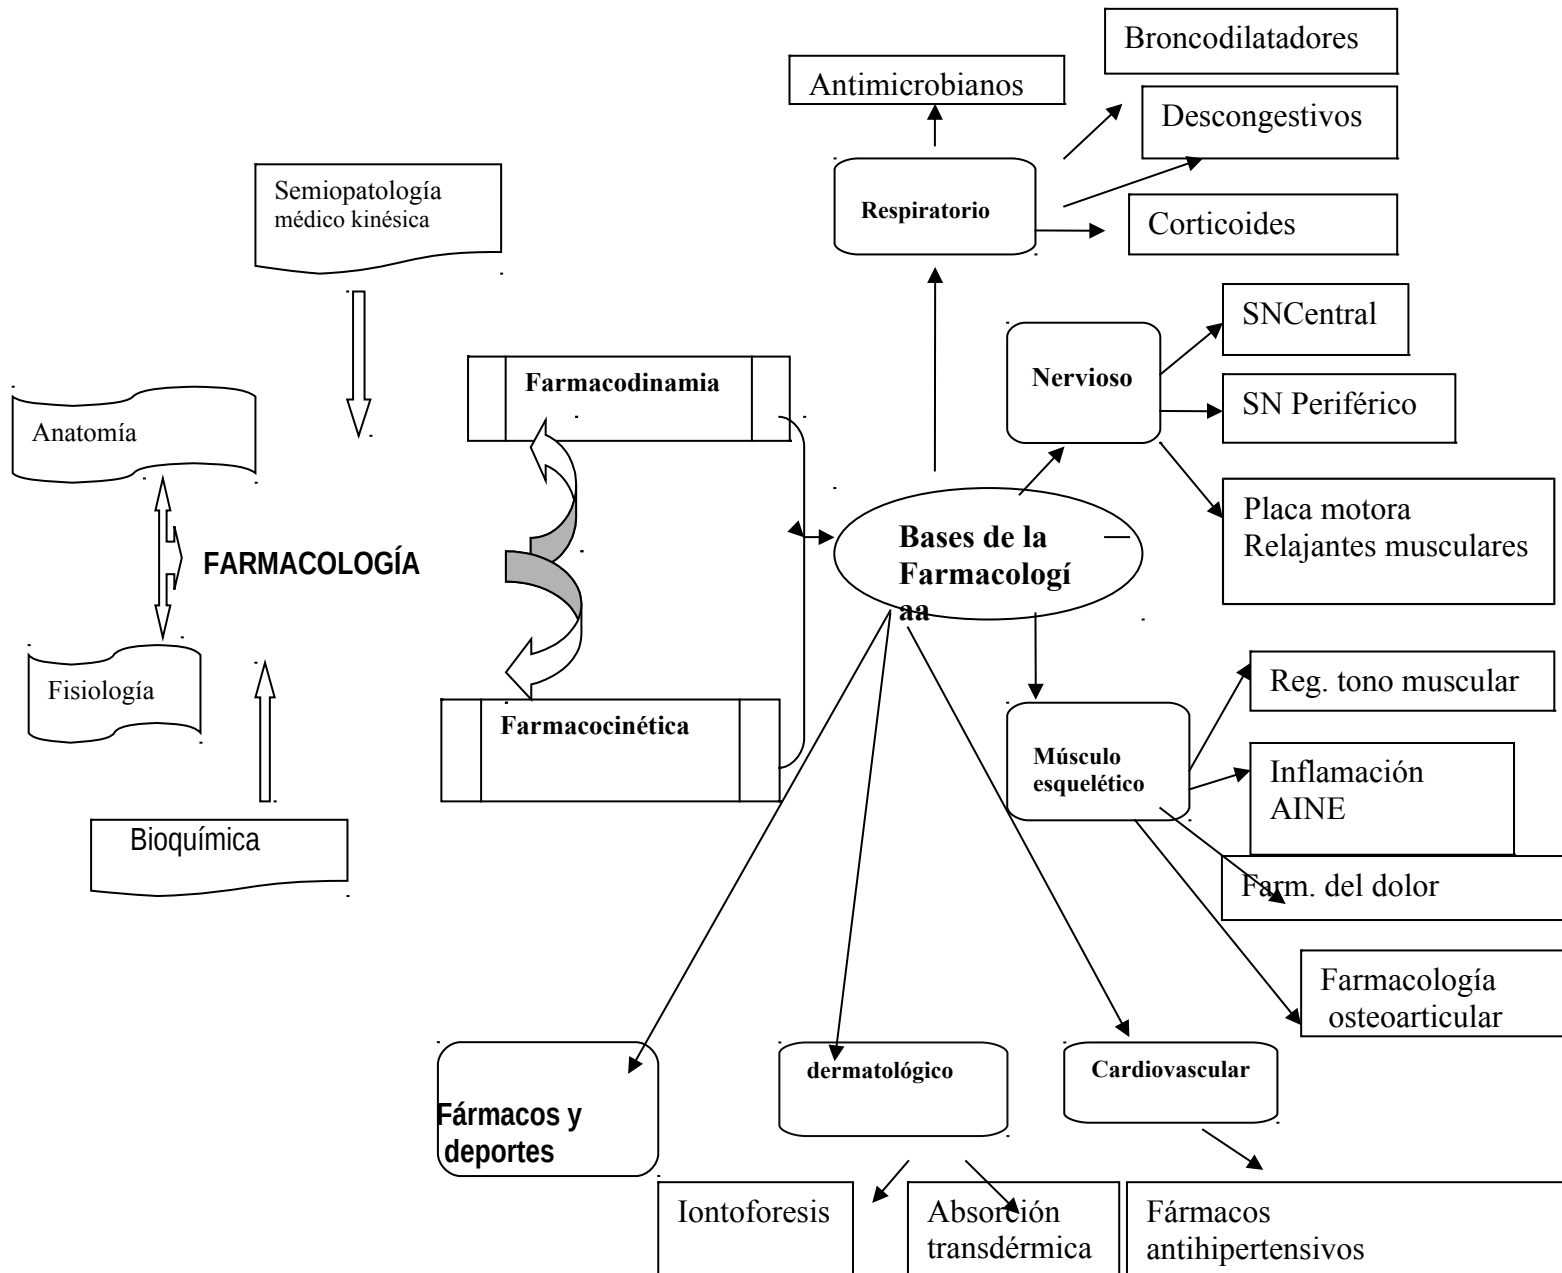 Broncodilatadores
Antimicrobianos
Descongestivos
Semiopatología
médico kinésica
Respiratorio
Corticoides
SNCentral
Nervioso
Farmacodinamia
SN Periférico
Anatomía
Placa motora
Relajantes musculares
Bases de la
Farmacologí
aa
FARMACOLOGÍA
Fisiología
Reg. tono muscular
Farmacocinética
Músculo
esquelético
Inflamación
AINE
Bioquímica
Farm. del dolor
Farmacología
osteoarticular
dermatológico
Cardiovascular
Fármacos y
deportes
Iontoforesis
Absorción
transdérmica
Fármacos
antihipertensivos